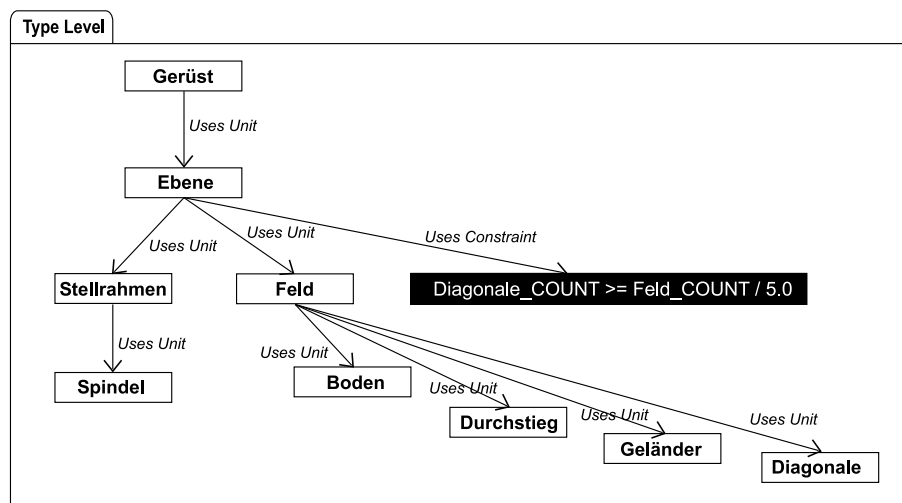 Type Level
Gerüst
Uses Unit
Ebene
Uses Unit
Uses Unit
Uses Constraint
Stellrahmen
Feld
Diagonale_COUNT >= Feld_COUNT / 5.0
Uses Unit
Uses Unit
Spindel
Boden
Uses Unit
Uses Unit
Uses Unit
Durchstieg
Geländer
Diagonale